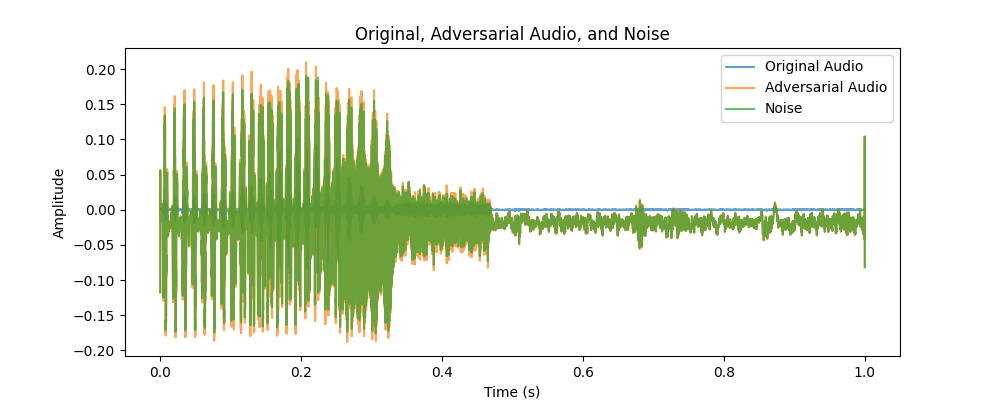 Original, Adversarial Audio, and Noise
Original Audio
Adversarial Audio
Noise
Amplitude
0.20
0.15
0.10
0.05
0.00
−0.05
−0.10
−0.15
−0.20
0.0 0.2 0.4 0.6 0.8 1.0
Time (s)